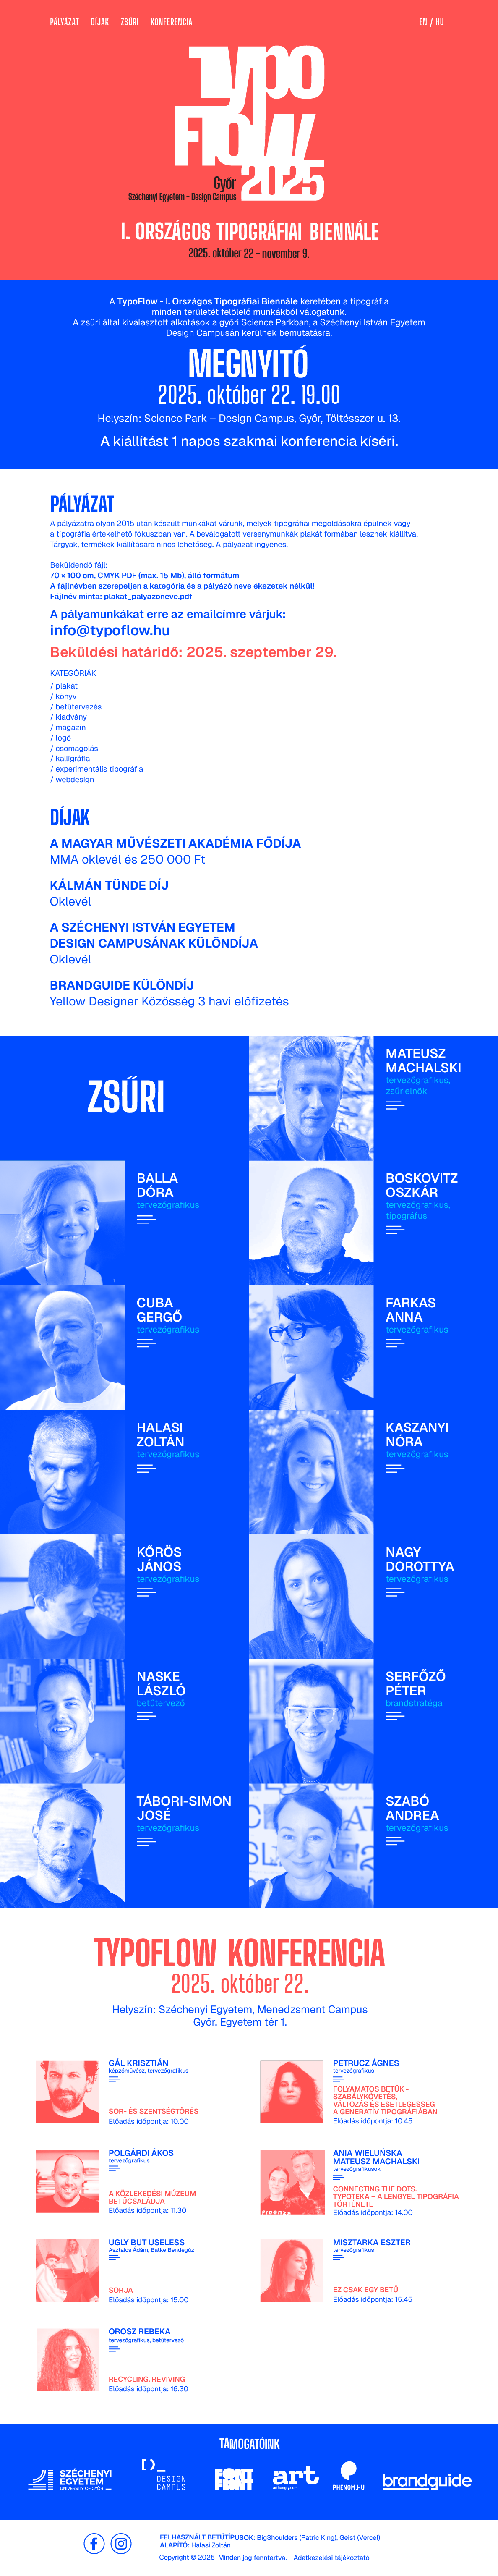 PÁLYÁZAT DÍJAK ZSŰRI KONFERENCIA EN / HU
Typo
Flow
2025
Győr
Széchenyi Egyetem – Design Campus
I. ORSZÁGOS TIPOGRÁFIAI BIENNÁLE
2025. október 22 – november 9.
A TypoFlow - I. Országos Tipográfiai Biennále keretében a tipográfia
minden területét felölelő munkákból válogatunk.
A zsűri által kiválasztott alkotások a győri Science Parkban, a Széchenyi István Egyetem
Design Campusán kerülnek bemutatásra.
MEGNYITÓ
2025. október 22. 19.00
Helyszín: Science Park – Design Campus, Győr, Töltésszer u. 13.
A kiállítást 1 napos szakmai konferencia kíséri.
PÁLYÁZAT
A pályázatra olyan 2015 után készült munkákat várunk, melyek tipográfiai megoldásokra épülnek vagy
a tipográfia értékelhető fókuszban van. A beválogatott versenymunkák plakát formában lesznek kiállítva.
Tárgyak, termékek kiállítására nincs lehetőség. A pályázat ingyenes.
Beküldendő fájl:
70 × 100 cm, CMYK PDF (max. 15 Mb), álló formátum
A fájlnévben szerepeljen a kategória és a pályázó neve ékezetek nélkül!
Fájlnév minta: plakat_palyazoneve.pdf
A pályamunkákat erre az emailcímre várjuk:
info@typoflow.hu
Beküldési határidő: 2025. szeptember 29.
KATEGÓRIÁK
/ plakát
/ könyv
/ betűtervezés
/ kiadvány
/ magazin
/ logó
/ csomagolás
/ kalligráfia
/ experimentális tipográfia
/ webdesign
DÍJAK
A MAGYAR MŰVÉSZETI AKADÉMIA FŐDÍJA
MMA oklevél és 250 000 Ft
KÁLMÁN TÜNDE DÍJ
Oklevél
A SZÉCHENYI ISTVÁN EGYETEM
DESIGN CAMPUSÁNAK KÜLÖNDÍJA
Oklevél
BRANDGUIDE KÜLÖNDÍJ
Yellow Designer Közösség 3 havi előfizetés
ZSŰRI
MATEUSZ
MACHALSKI
tervezőgrafikus,
zsűrielnök
BALLA
DÓRA
tervezőgrafikus
BOSKOVITZ
OSZKÁR
tervezőgrafikus,
tipográfus
CUBA
GERGŐ
tervezőgrafikus
FARKAS
ANNA
tervezőgrafikus
HALASI
ZOLTÁN
tervezőgrafikus
KASZANYI
NÓRA
tervezőgrafikus
KŐRÖS
JÁNOS
tervezőgrafikus
NAGY
DOROTTYA
tervezőgrafikus
NASKE
LÁSZLÓ
betűtervező
SERFŐZŐ
PÉTER
brandstratéga
TÁBORI-SIMON
JOSÉ
tervezőgrafikus
SZABÓ
ANDREA
tervezőgrafikus
TYPOFLOW KONFERENCIA
2025. október 22.
Helyszín: Széchenyi Egyetem, Menedzsment Campus
Győr, Egyetem tér 1.
GÁL KRISZTIÁN
képzőművész, tervezőgrafikus
SOR- ÉS SZENTSÉGTÖRÉS
Előadás időpontja: 10.00
PETRUCZ ÁGNES
tervezőgrafikus
FOLYAMATOS BETŰK -
SZABÁLYKÖVETÉS,
VÁLTOZÁS ÉS ESETLEGESSÉG
A GENERATÍV TIPOGRÁFIÁBAN
Előadás időpontja: 10.45
POLGÁRDI ÁKOS
tervezőgrafikus
A KÖZLEKEDÉSI MÚZEUM
BETŰCSALÁDJA
Előadás időpontja: 11.30
ANIA WIELUŃSKA
MATEUSZ MACHALSKI
tervezőgrafikusok
CONNECTING THE DOTS.
TYPOTEKA – A LENGYEL TIPOGRÁFIA
TÖRTÉNETE
Előadás időpontja: 14.00
UGLY BUT USELESS
Asztalos Ádám, Batke Bendegúz
SORJA
Előadás időpontja: 15.00
MISZTARKA ESZTER
tervezőgrafikus
EZ CSAK EGY BETŰ
Előadás időpontja: 15.45
OROSZ REBEKA
tervezőgrafikus, betűtervező
RECYCLING, REVIVING
Előadás időpontja: 16.30
TÁMOGATÓINK
SZÉCHENYI
EGYETEM
UNIVERSITY OF GYŐR
DESIGN
CAMPUS
FONT
FRONT
art
arthungry.com
PHENOM.HU
brandguide
FELHASZNÁLT BETŰTÍPUSOK: BigShoulders (Patric King), Geist (Vercel)
ALAPÍTÓ: Halasi Zoltán
Copyright © 2025 Minden jog fenntartva. Adatkezelési tájékoztató